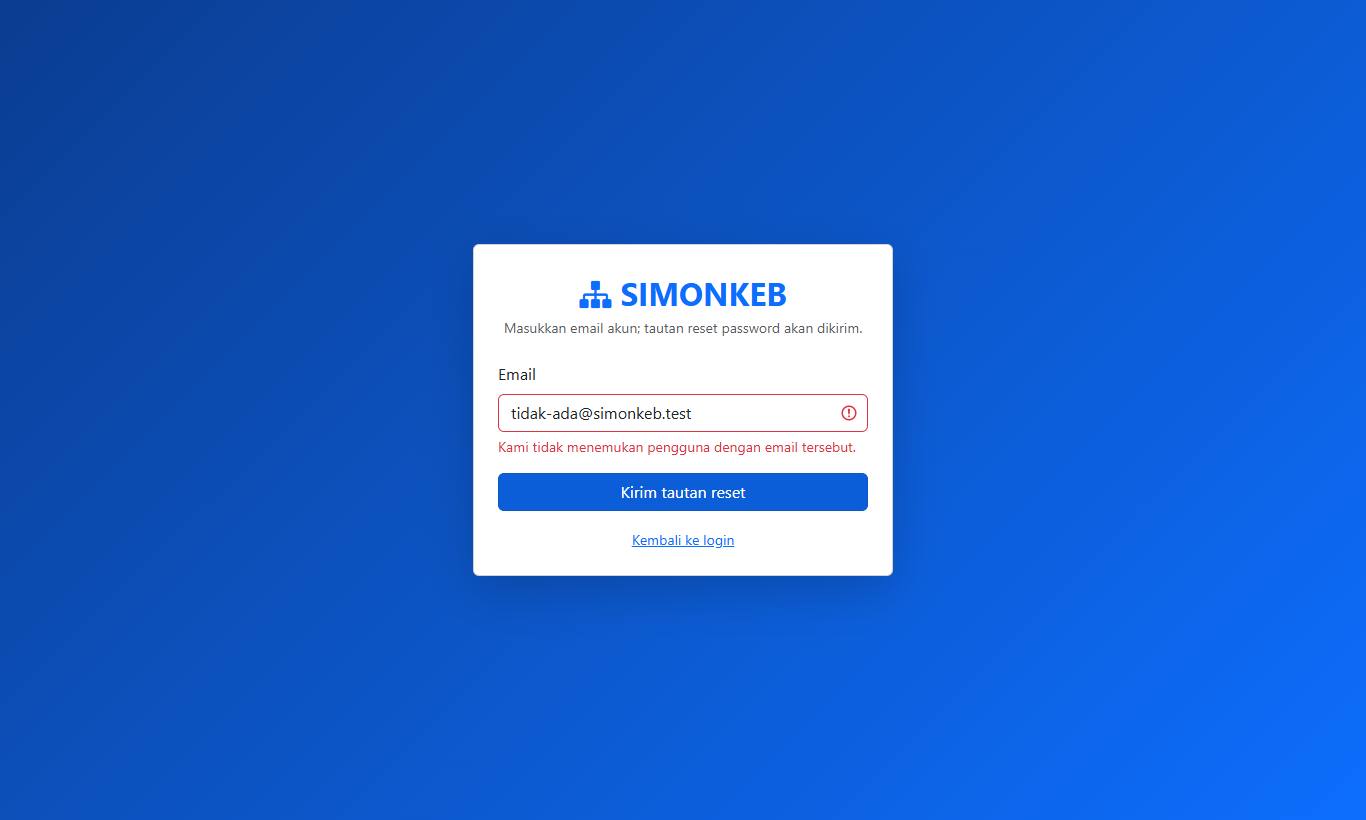 SIMONKEB
Masukkan email akun; tautan reset password akan dikirim.
Email
tidak-ada@simonkeb.test
Kami tidak menemukan pengguna dengan email tersebut.
Kirim tautan reset
Kembali ke login